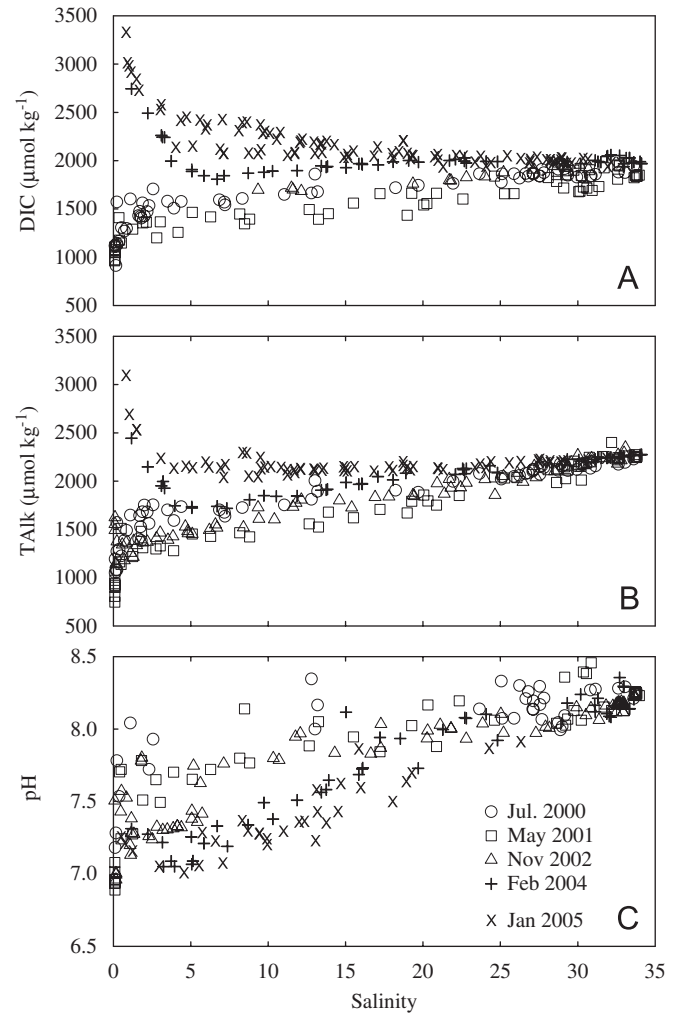 3500
3000
2500
2000
1500
1000
500
DIC (μmol kg-1)
A
3500
3000
2500
2000
1500
1000
500
TAlk (μmol kg-1)
B
8.5
8.0
7.5
7.0
6.5
pH
Jul. 2000
May 2001
Nov 2002
Feb 2004
Jan 2005
C
0 5 10 15 20 25 30 35
Salinity